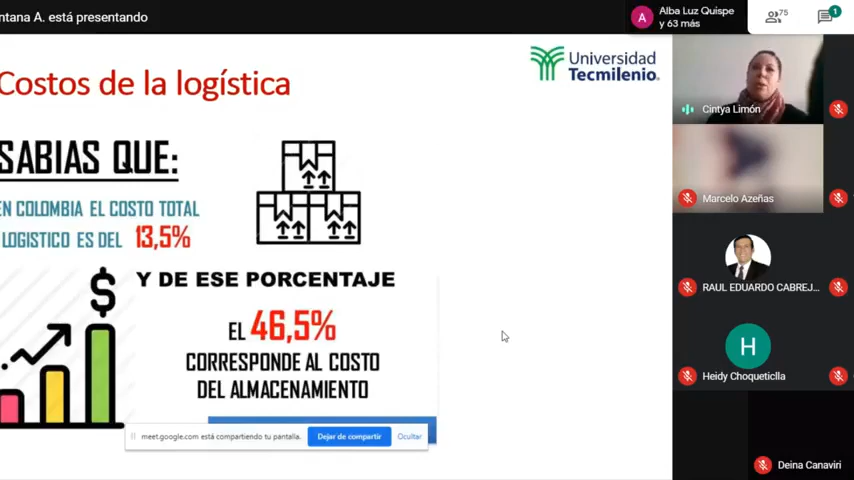 ntana A. está presentando
Alba Luz Quispe
y 63 más
75
1
A
Costos de la logística
Universidad
Tecmilenio.
SABIAS QUE:
EN COLOMBIA EL COSTO TOTAL
LOGISTICO ES DEL 13,5%
$
Y DE ESE PORCENTAJE
EL 46,5%
CORRESPONDE AL COSTO
DEL ALMACENAMIENTO
meet.google.com está compartiendo tu pantalla.
Dejar de compartir
Ocultar
Cintya Limón
Marcelo Azeñas
RAUL EDUARDO CABREJ...
H
Heidy Choqueticlla
Deina Canaviri